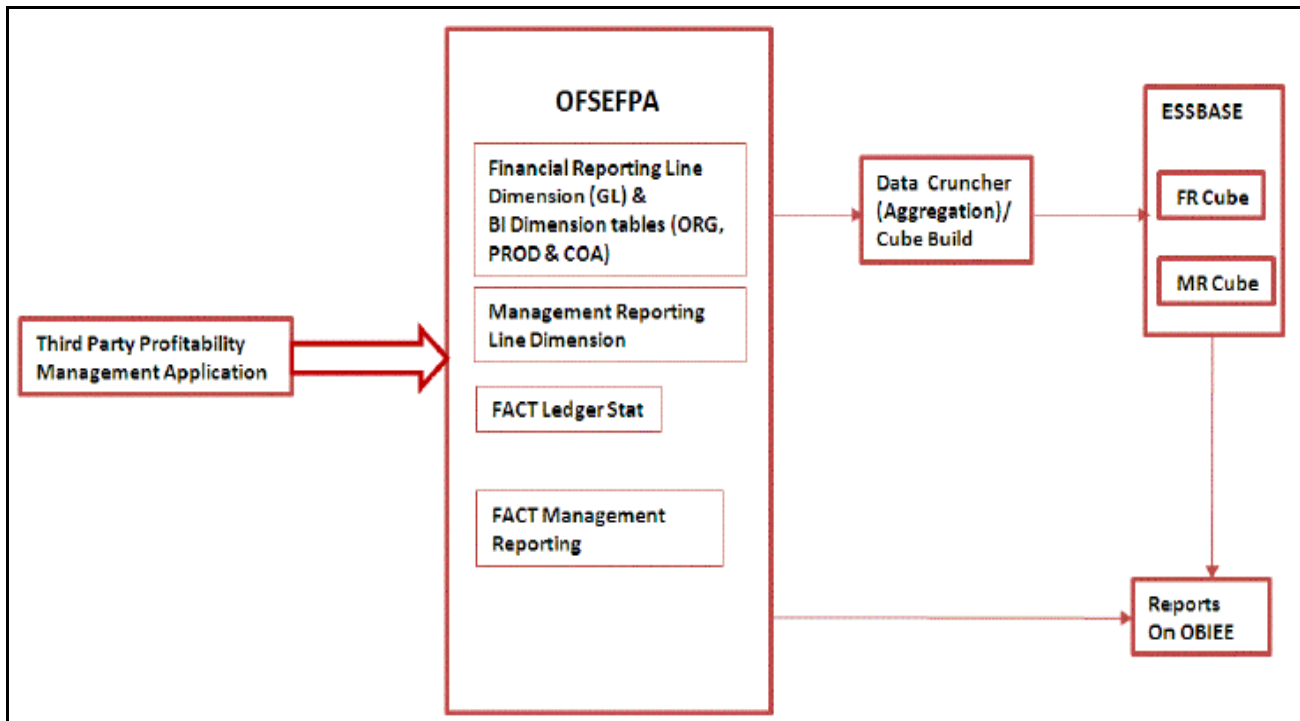 OFSEFPA
Financial Reporting Line
Dimension (GL) &
BI Dimension tables (ORG,
PROD & COA)
Management Reporting
Line Dimension
FACT Ledger Stat
FACT Management
Reporting
Third Party Profitability
Management Application
Data Cruncher
(Aggregation)/
Cube Build
ESSBASE
FR Cube
MR Cube
Reports
On OBIEE